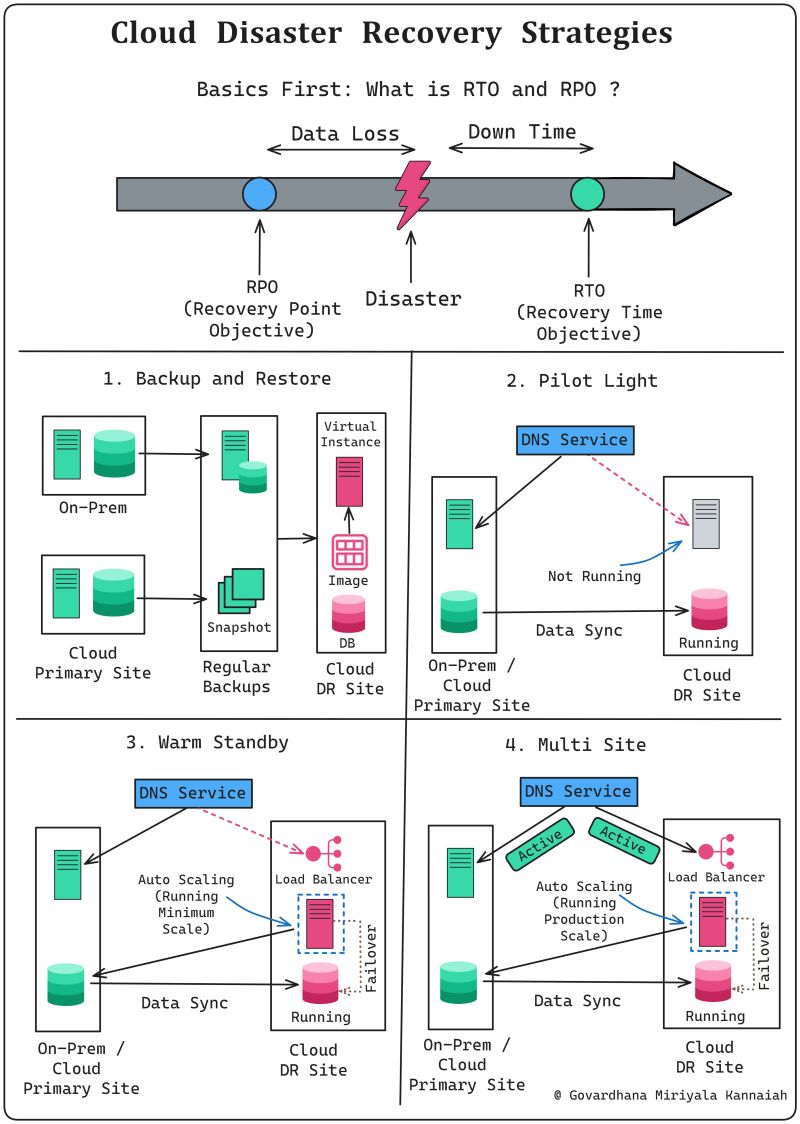 Cloud Disaster Recovery Strategies
Basics First: What is RTO and RPO ?
Data Loss
Down Time
RPO
(Recovery Point
Objective)
Disaster
RTO
(Recovery Time
Objective)
1. Backup and Restore
On-Prem
Cloud
Primary Site
Snapshot
Regular
Backups
Virtual
Instance
Image
DB
Cloud
DR Site
2. Pilot Light
DNS Service
Not Running
Data Sync
Running
On-Prem /
Cloud
Primary Site
Cloud
DR Site
3. Warm Standby
DNS Service
Load Balancer
Auto Scaling
(Running
Minimum
Scale)
Failover
Data Sync
Running
On-Prem /
Cloud
Primary Site
Cloud
DR Site
4. Multi Site
DNS Service
Active
Active
Load Balancer
Auto Scaling
(Running
Production
Scale)
Failover
Data Sync
Running
On-Prem /
Cloud
Primary Site
Cloud
DR Site
@ Govardhana Miriyala Kannaiah